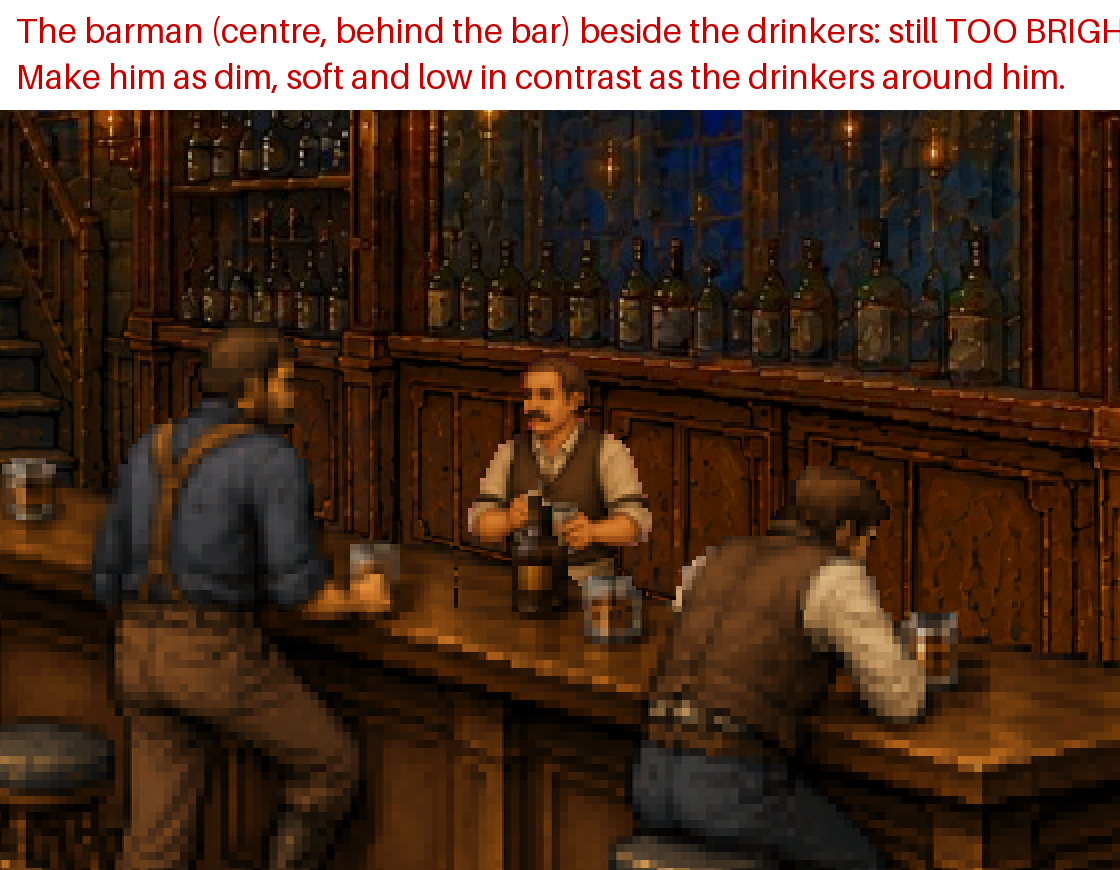 The barman (centre, behind the bar) beside the drinkers: still TOO BRIGH
Make him as dim, soft and low in contrast as the drinkers around him.